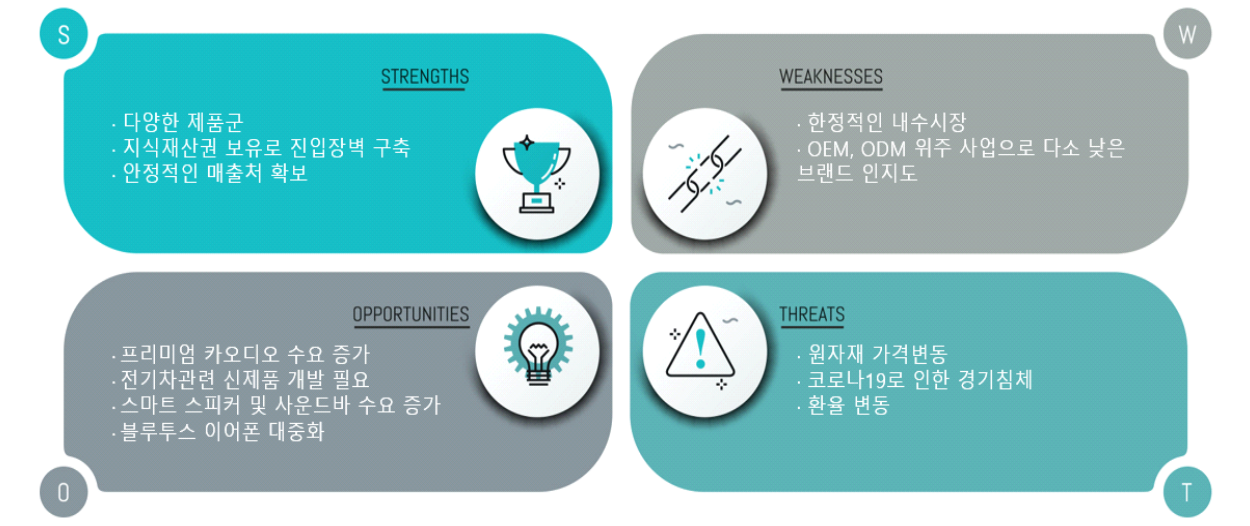 S
STRENGTHS
· 다양한 제품군
· 지식재산권 보유로 진입장벽 구축
· 안정적인 매출처 확보
W
WEAKNESSES
· 한정적인 내수시장
· OEM, ODM 위주 사업으로 다소 낮은
브랜드 인지도
OPPORTUNITIES
· 프리미엄 카오디오 수요 증가
· 전기차관련 신제품 개발 필요
· 스마트 스피커 및 사운드바 수요 증가
· 블루투스 이어폰 대중화
O
THREATS
· 원자재 가격변동
· 코로나19로 인한 경기침체
· 환율 변동
T